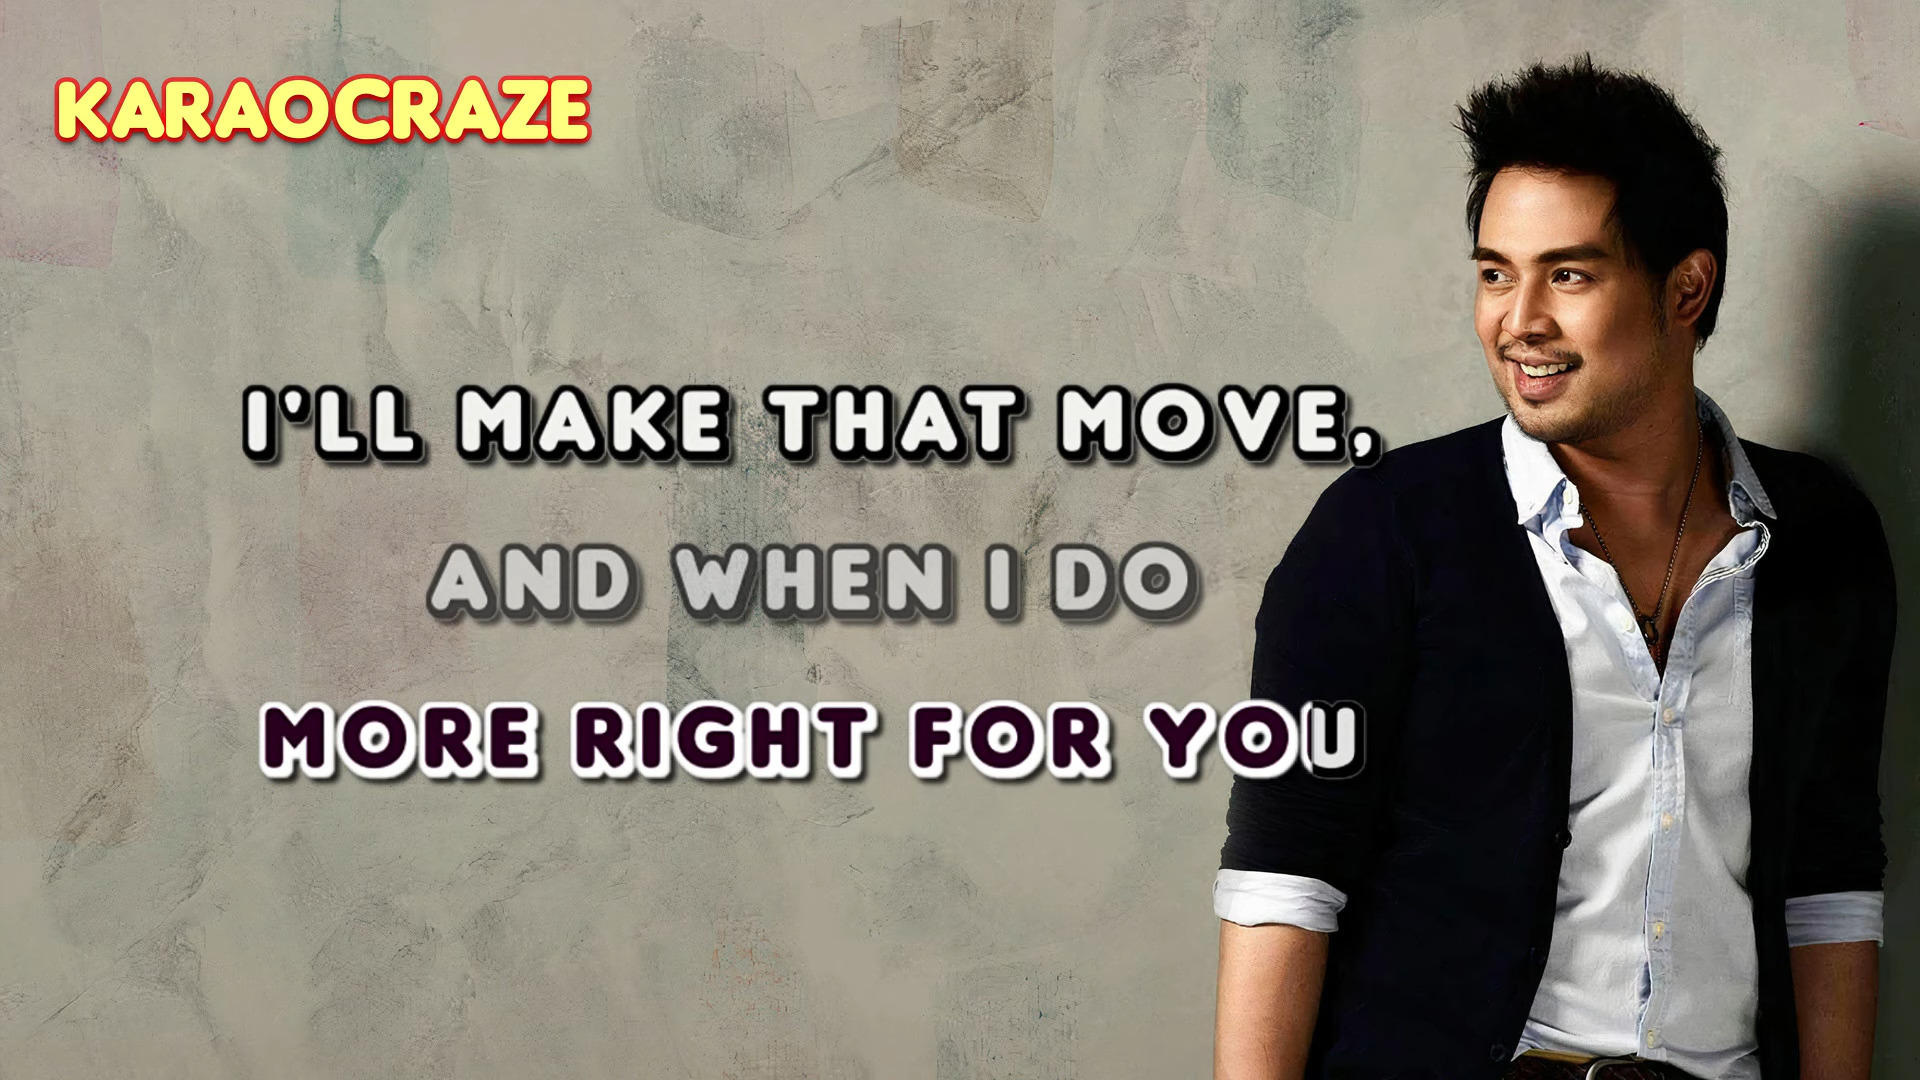 KARAOCRAZE
I'LL MAKE THAT MOVE,
AND WHEN I DO
MORE RIGHT FOR YOU